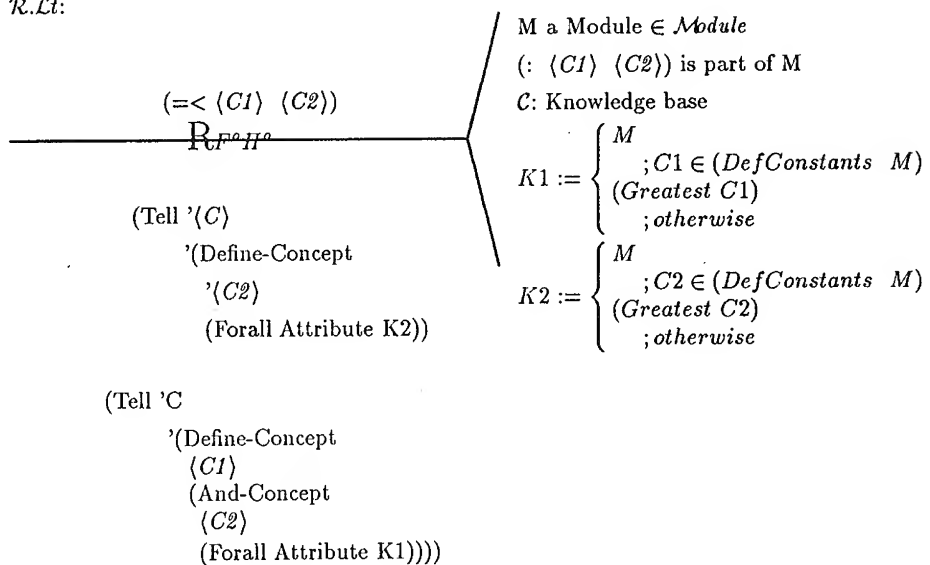 R.Lt:
(=< ⟨C1⟩ ⟨C2⟩)
R_{F^o H^o}
(Tell '⟨C⟩
'(Define-Concept
'⟨C2⟩
(Forall Attribute K2))
(Tell 'C
'(Define-Concept
⟨C1⟩
(And-Concept
⟨C2⟩
(Forall Attribute K1))))
M a Module ∈ Module
(: ⟨C1⟩ ⟨C2⟩) is part of M
C: Knowledge base
K1 := { M
; C1 ∈ (DefConstants M)
(Greatest C1)
; otherwise
K2 := { M
; C2 ∈ (DefConstants M)
(Greatest C2)
; otherwise